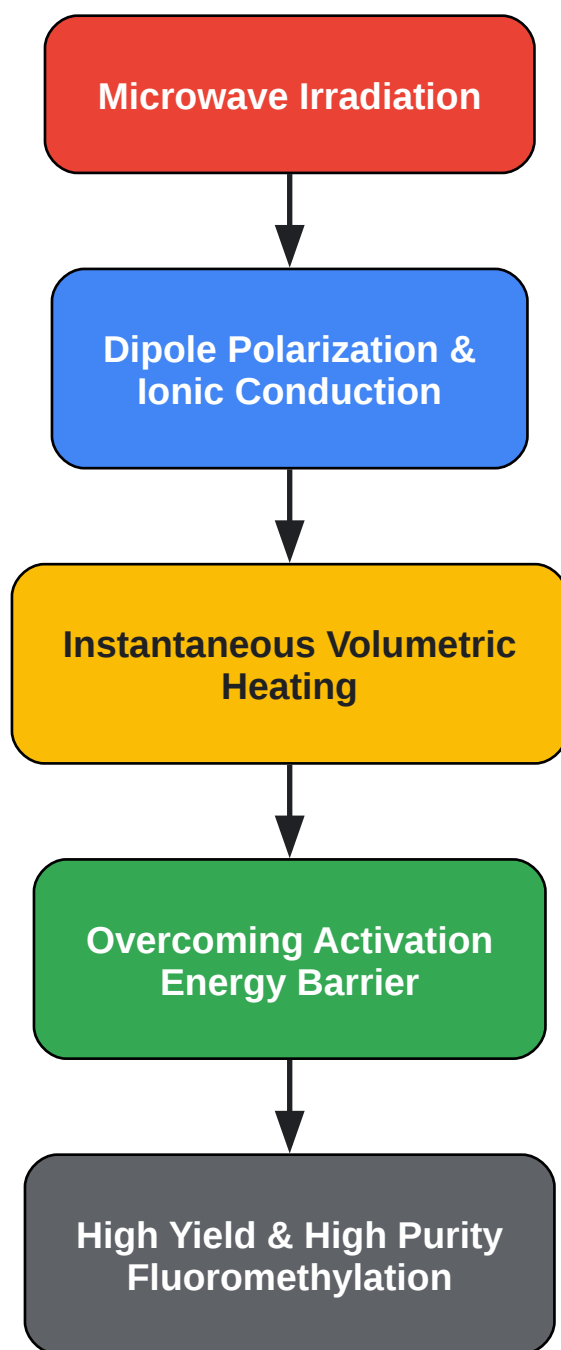 Microwave Irradiation
Dipole Polarization &
Ionic Conduction
Instantaneous Volumetric
Heating
Overcoming Activation
Energy Barrier
High Yield & High Purity
Fluoromethylation